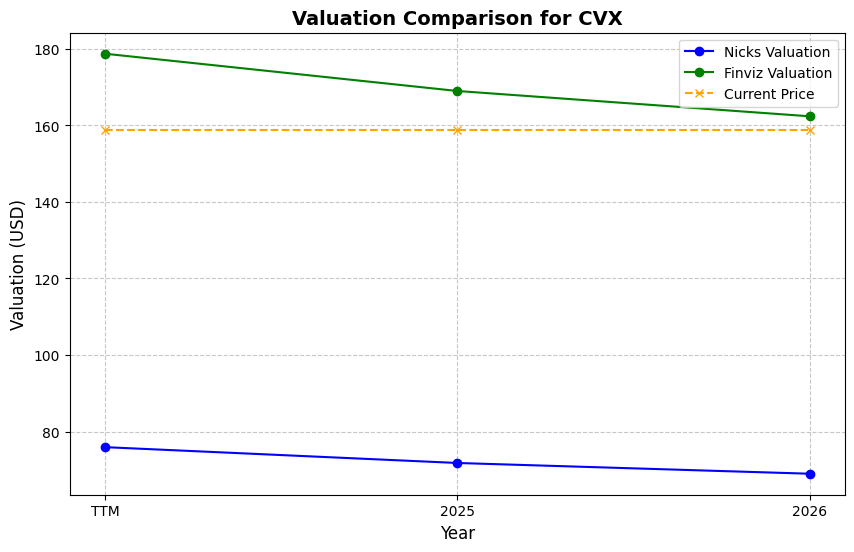 Valuation Comparison for CVX
Nicks Valuation
Finviz Valuation
Current Price
180
160
140
120
100
80
Valuation (USD)
TTM
2025
2026
Year